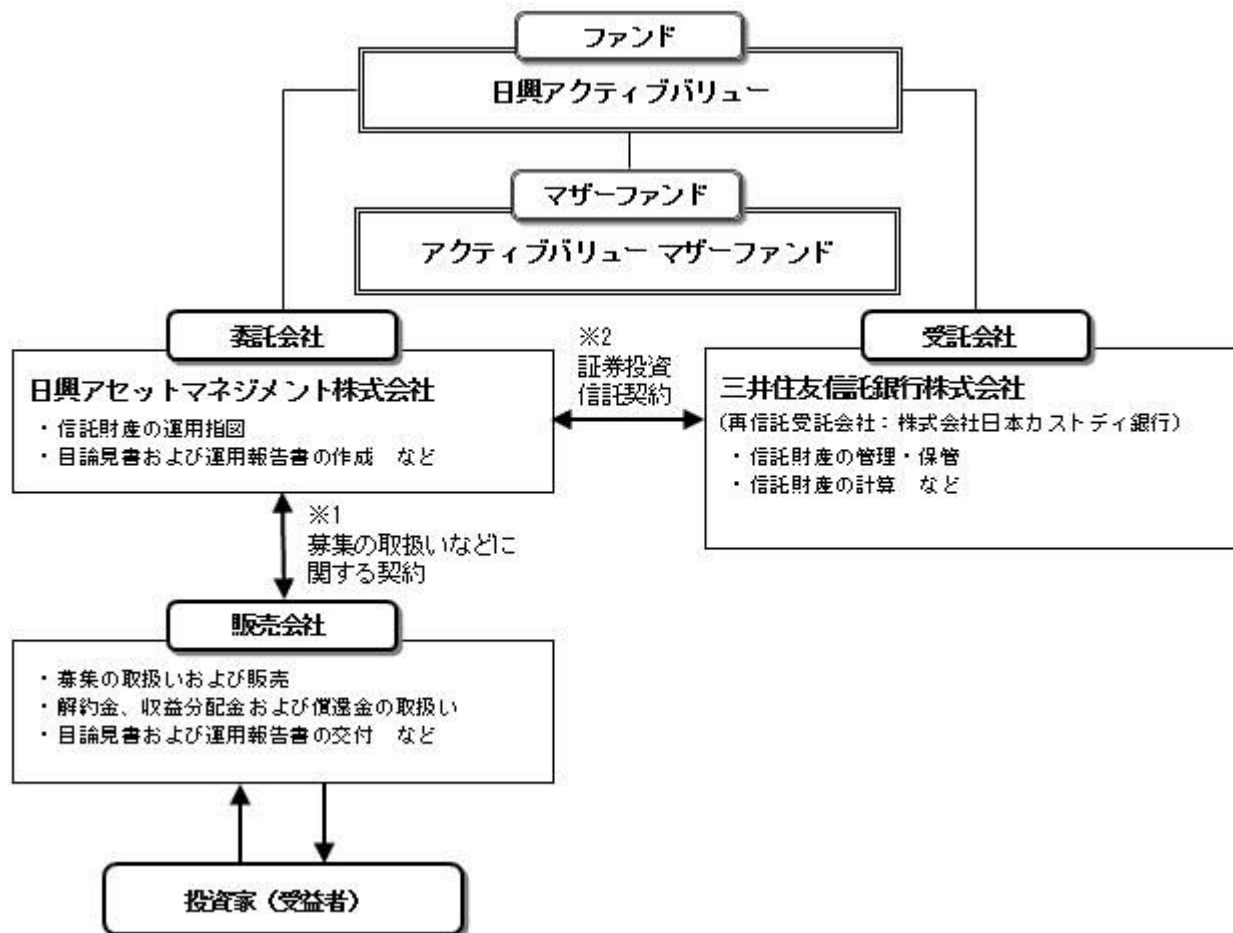 ファンド
日興アクティブバリュー
マザーファンド
アクティブバリュー マザーファンド
委託会社
日興アセットマネジメント株式会社
・信託財産の運用指図
・目論見書および運用報告書の作成 など
※2
証券投資
信託契約
受託会社
三井住友信託銀行株式会社
(再信託受託会社：株式会社日本カストディ銀行)
・信託財産の管理・保管
・信託財産の計算 など
※1
募集の取扱いなどに
関する契約
販売会社
・募集の取扱いおよび販売
・解約金、収益分配金および償還金の取扱い
・目論見書および運用報告書の交付 など
投資家（受益者）